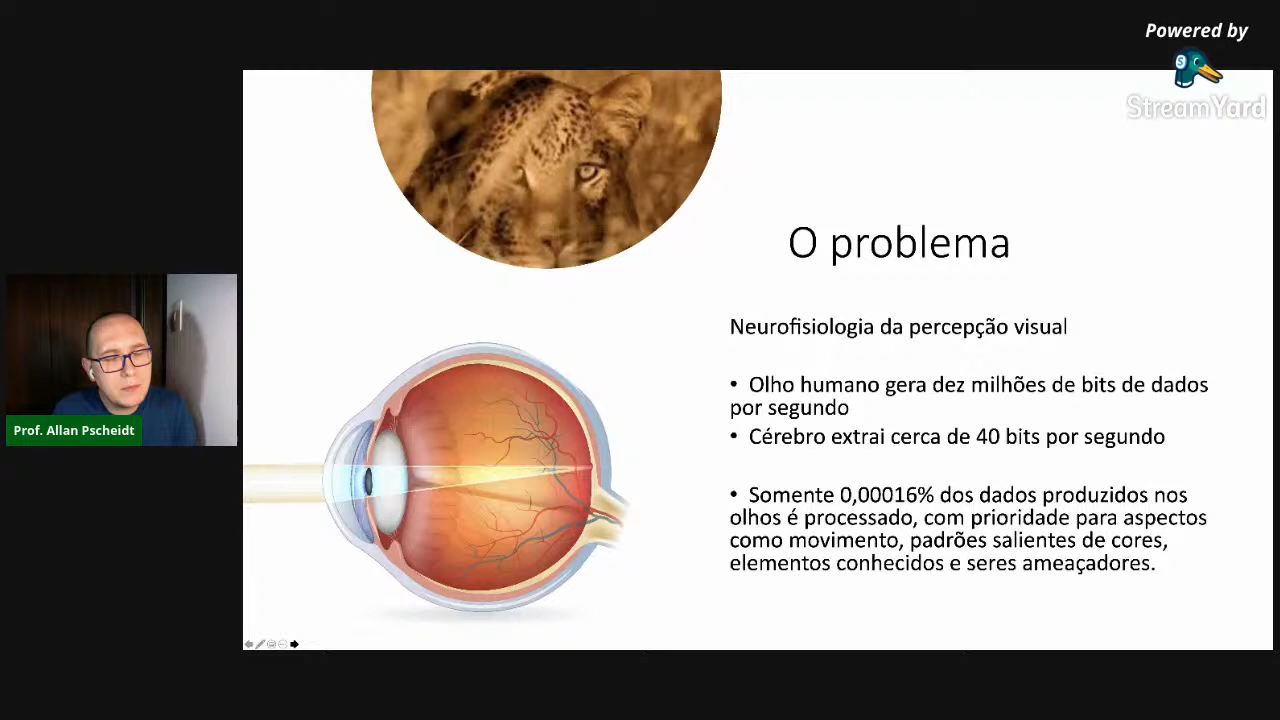 Powered by
StreamYard
O problema
Neurofisiologia da percepção visual
• Olho humano gera dez milhões de bits de dados
por segundo
• Cérebro extrai cerca de 40 bits por segundo
• Somente 0,00016% dos dados produzidos nos
olhos é processado, com prioridade para aspectos
como movimento, padrões salientes de cores,
elementos conhecidos e seres ameaçadores.
Prof. Allan Pscheidt